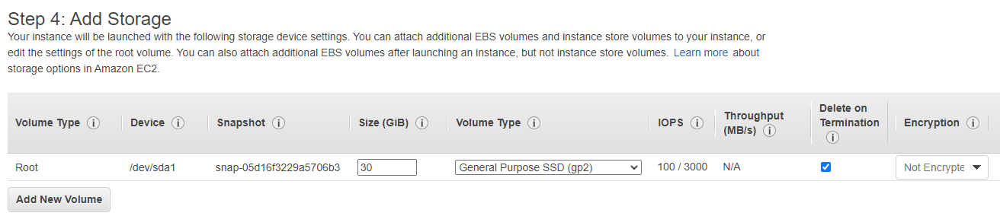 Step 4: Add Storage
Your instance will be launched with the following storage device settings. You can attach additional EBS volumes and instance store volumes to your instance, or
edit the settings of the root volume. You can also attach additional EBS volumes after launching an instance, but not instance store volumes. Learn more about
storage options in Amazon EC2.
Volume Type Device Snapshot Size (GiB) Volume Type IOPS Throughput (MB/s) Delete on Termination Encryption
Root /dev/sda1 snap-05d16f3229a5706b3 30 General Purpose SSD (gp2) 100 / 3000 N/A Not Encrypte
Add New Volume